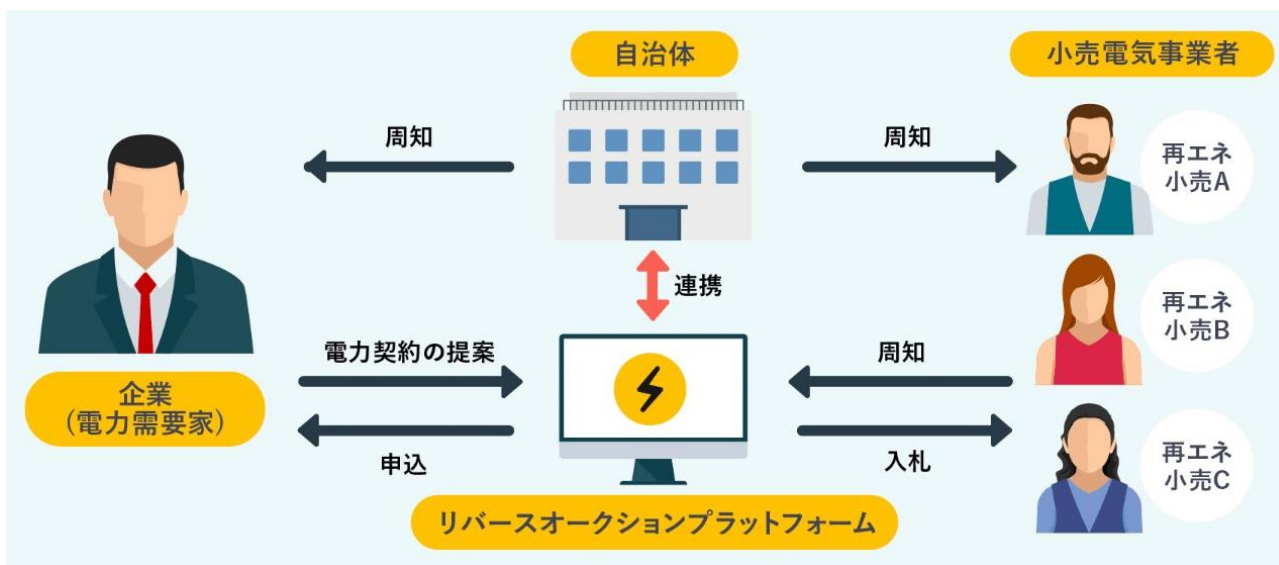 自治体
小売電気事業者
周知
周知
再エネ
小売A
連携
再エネ
小売B
電力契約の提案
周知
企業
(電力需要家)
申込
入札
再エネ
小売C
リバースオークションプラットフォーム